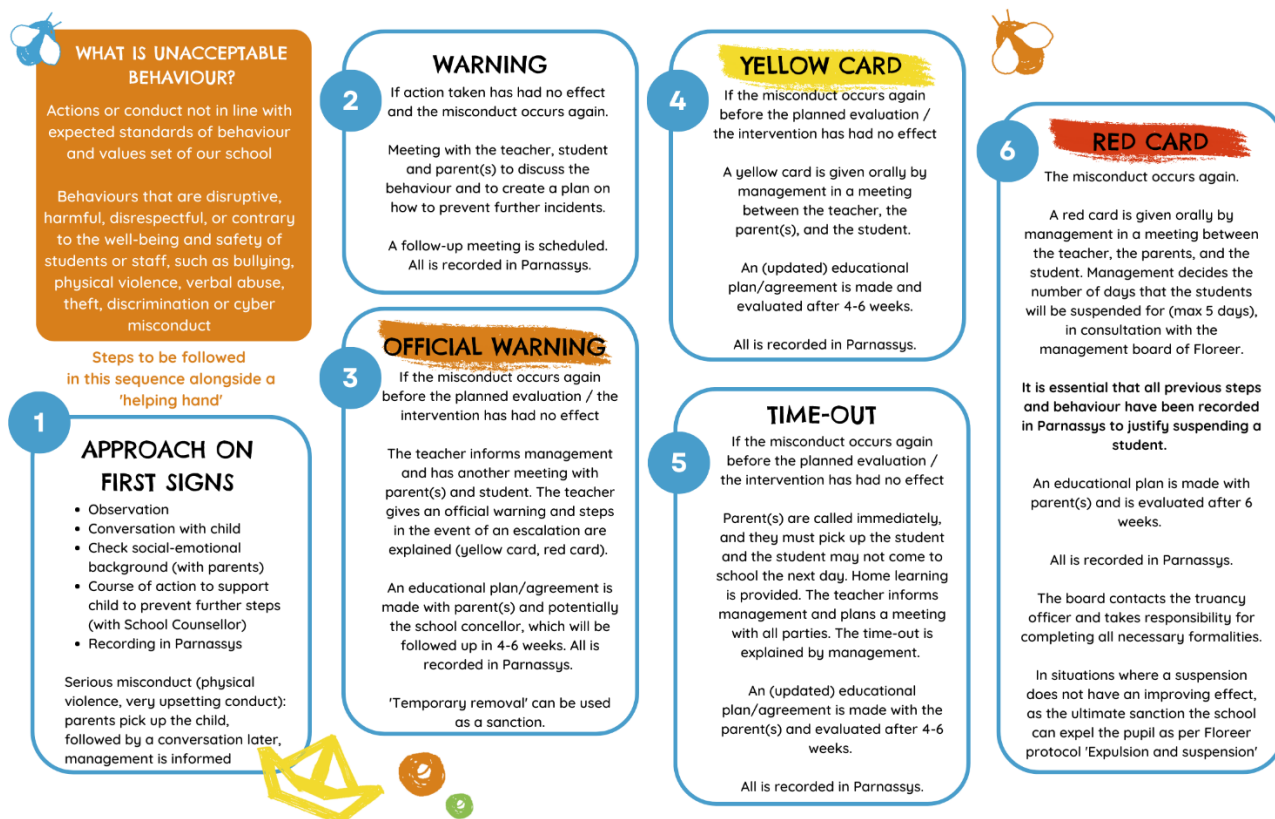 WHAT IS UNACCEPTABLE
BEHAVIOUR?
Actions or conduct not in line with
expected standards of behaviour
and values set of our school
Behaviours that are disruptive,
harmful, disrespectful, or contrary
to the well-being and safety of
students or staff, such as bullying,
physical violence, verbal abuse,
theft, discrimination or cyber
misconduct
Steps to be followed
in this sequence alongside a
'helping hand'
1
APPROACH ON
FIRST SIGNS
• Observation
• Conversation with child
• Check social-emotional
background (with parents)
• Course of action to support
child to prevent further steps
(with School Counsellor)
• Recording in Parnassys
Serious misconduct (physical
violence, very upsetting conduct):
parents pick up the child,
followed by a conversation later,
management is informed
2
WARNING
If action taken has had no effect
and the misconduct occurs again.
Meeting with the teacher, student
and parent(s) to discuss the
behaviour and to create a plan on
how to prevent further incidents.
A follow-up meeting is scheduled.
All is recorded in Parnassys.
3
OFFICIAL WARNING
If the misconduct occurs again
before the planned evaluation / the
intervention has had no effect
The teacher informs management
and has another meeting with
parent(s) and student. The teacher
gives an official warning and steps
in the event of an escalation are
explained (yellow card, red card).
An educational plan/agreement is
made with parent(s) and potentially
the school concellor, which will be
followed up in 4-6 weeks. All is
recorded in Parnassys.
'Temporary removal' can be used
as a sanction.
4
YELLOW CARD
If the misconduct occurs again
before the planned evaluation /
the intervention has had no effect
A yellow card is given orally by
management in a meeting
between the teacher, the
parent(s), and the student.
An (updated) educational
plan/agreement is made and
evaluated after 4-6 weeks.
All is recorded in Parnassys.
5
TIME-OUT
If the misconduct occurs again
before the planned evaluation /
the intervention has had no effect
Parent(s) are called immediately,
and they must pick up the student
and the student may not come to
school the next day. Home learning
is provided. The teacher informs
management and plans a meeting
with all parties. The time-out is
explained by management.
An (updated) educational
plan/agreement is made with the
parent(s) and evaluated after 4-6
weeks.
All is recorded in Parnassys.
6
RED CARD
The misconduct occurs again.
A red card is given orally by
management in a meeting between
the teacher, the parents, and the
student. Management decides the
number of days that the students
will be suspended for (max 5 days),
in consultation with the
management board of Floreer.
It is essential that all previous steps
and behaviour have been recorded
in Parnassys to justify suspending a
student.
An educational plan is made with
parent(s) and is evaluated after 6
weeks.
All is recorded in Parnassys.
The board contacts the truancy
officer and takes responsibility for
completing all necessary formalities.
In situations where a suspension
does not have an improving effect,
as the ultimate sanction the school
can expel the pupil as per Floreer
protocol 'Expulsion and suspension'